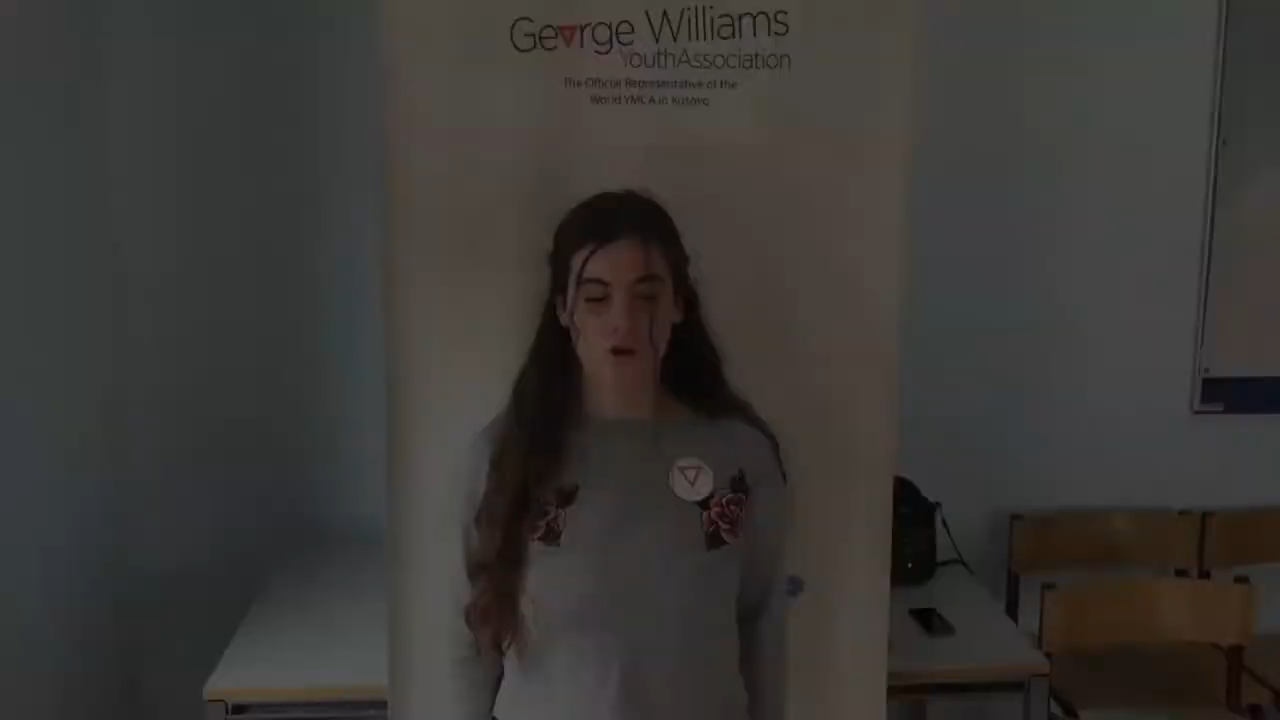 George Williams
YouthAssociation
The Official Representative of the
World YMCA in Kosovo